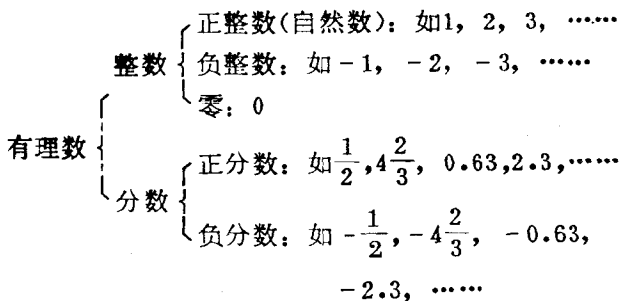 正整数(自然数)：如1, 2, 3, ……
整数
负整数：如 -1, -2, -3, ……
零：0
有理数
正分数：如 1/2, 4 2/3, 0.63, 2.3, ……
分数
负分数：如 -1/2, -4 2/3, -0.63,
-2.3, ……